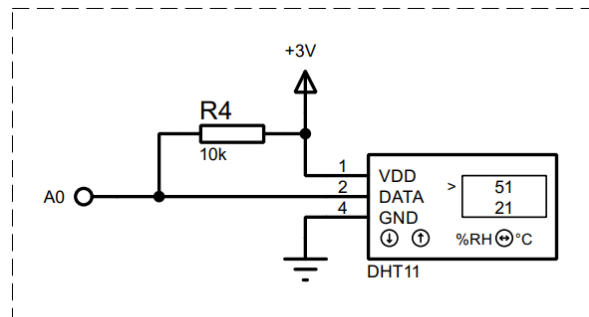 +3V
R4
10k
A0
1 VDD
2 DATA
4 GND
> 51
21
%RH °C
DHT11